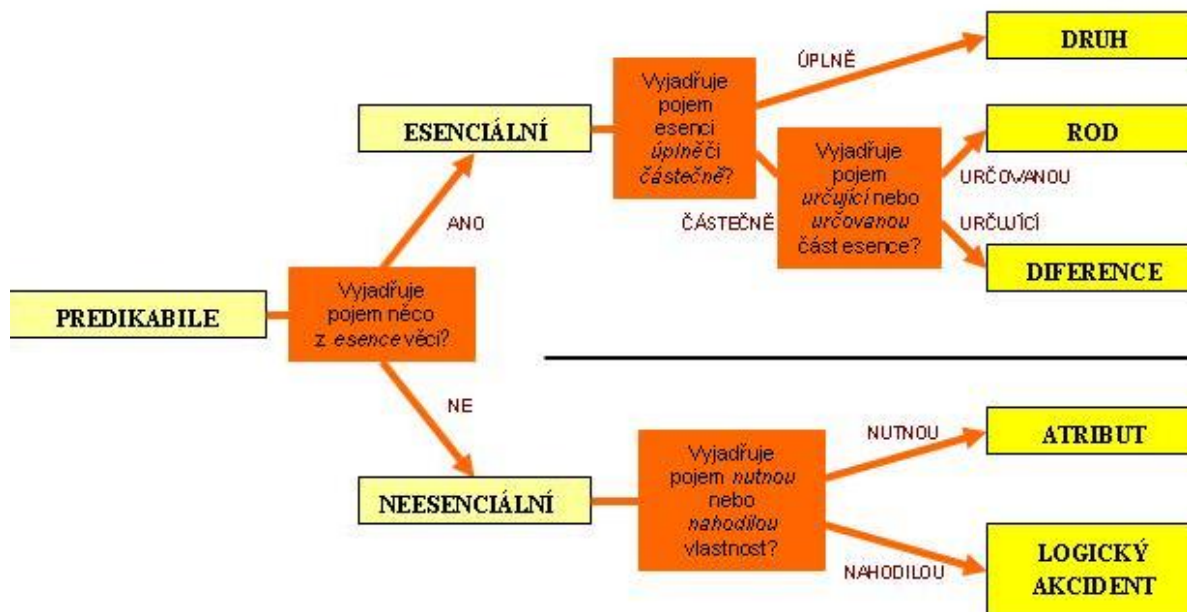 PREDIKABILE
Vyjadřuje
pojem něco
z esence věci?
ANO
ESENCIÁLNÍ
Vyjadřuje
pojem
esenci
úplně či
částečně?
ÚPLNĚ
DRUH
ČÁSTEČNĚ
Vyjadřuje
pojem
určující nebo
určovanou
část esence?
URČOVANOU
ROD
URČUJÍCÍ
DIFERENCE
NE
NEESENCIÁLNÍ
Vyjadřuje
pojem nutnou
nebo
nahodilou
vlastnost?
NUTNOU
ATRIBUT
NAHODILOU
LOGICKÝ
AKCIDENT